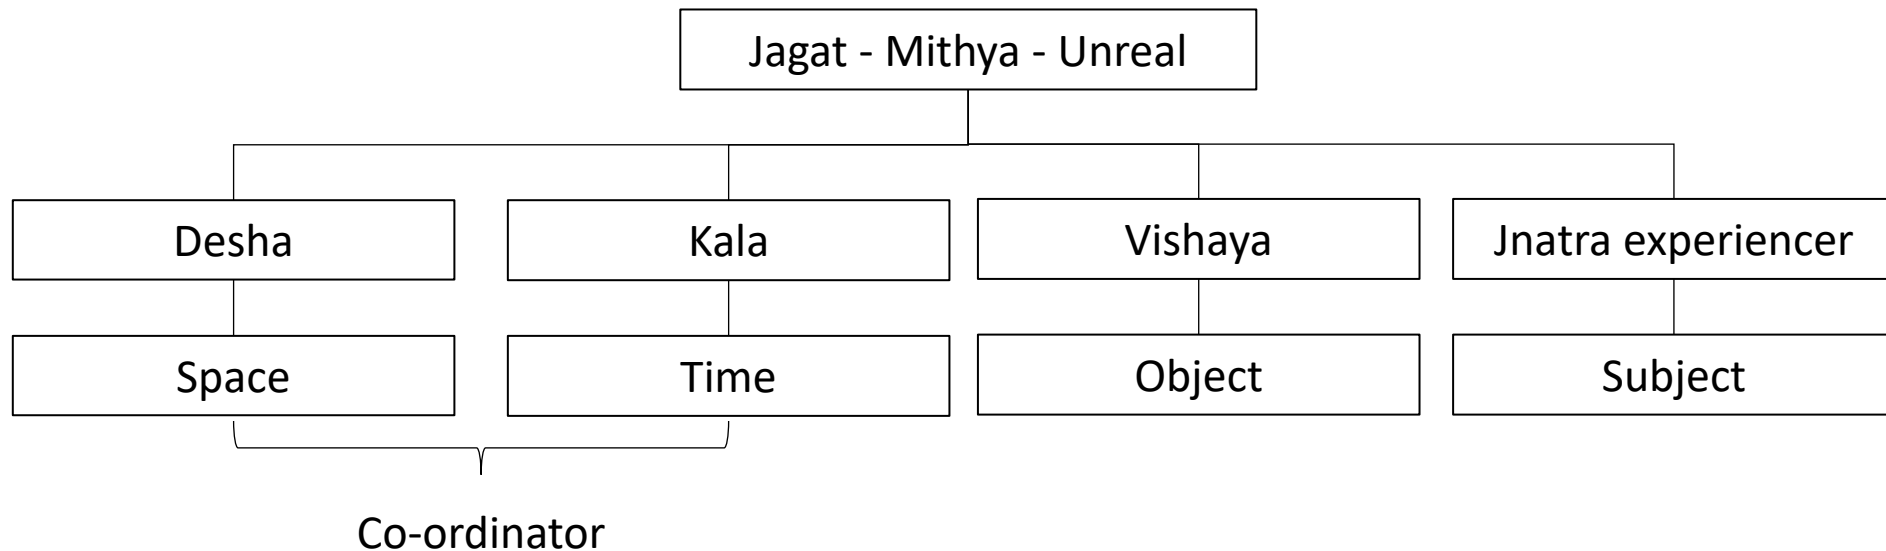 Jagat - Mithya - Unreal
Desha
Kala
Vishaya
Jnatra experiencer
Space
Time
Object
Subject
Co-ordinator